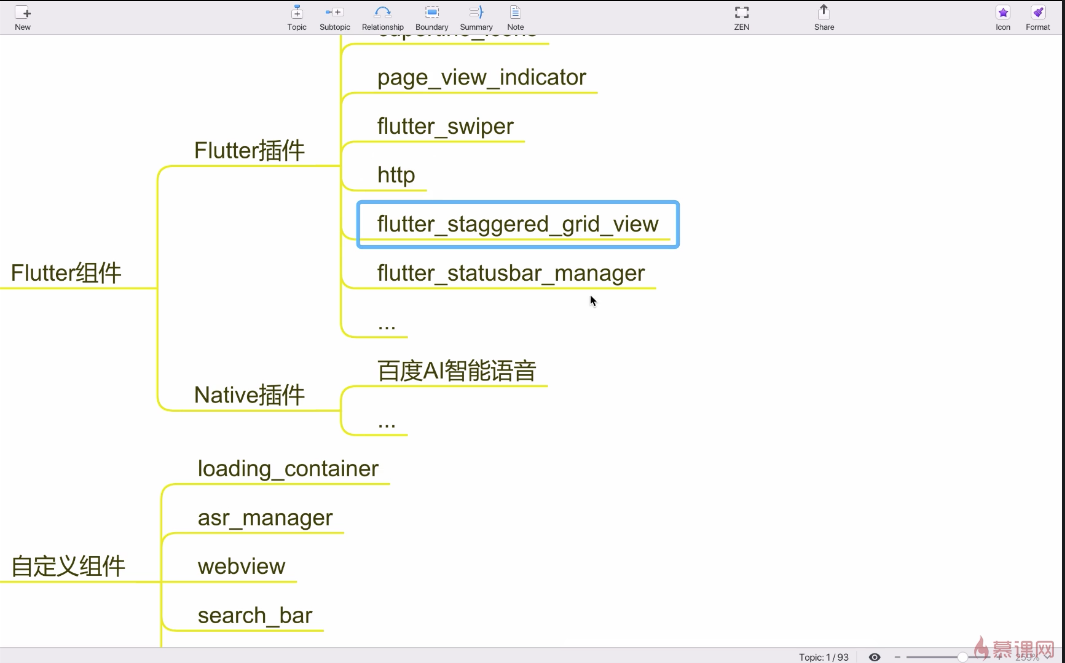 New
Topic
Subtopic
Relationship
Boundary
Summary
Note
ZEN
Share
Icon
Format
page_view_indicator
flutter_swiper
Flutter插件
http
flutter_staggered_grid_view
Flutter组件
flutter_statusbar_manager
...
百度AI智能语音
Native插件
...
loading_container
asr_manager
自定义组件
webview
search_bar
Topic: 1 / 93
慕课网